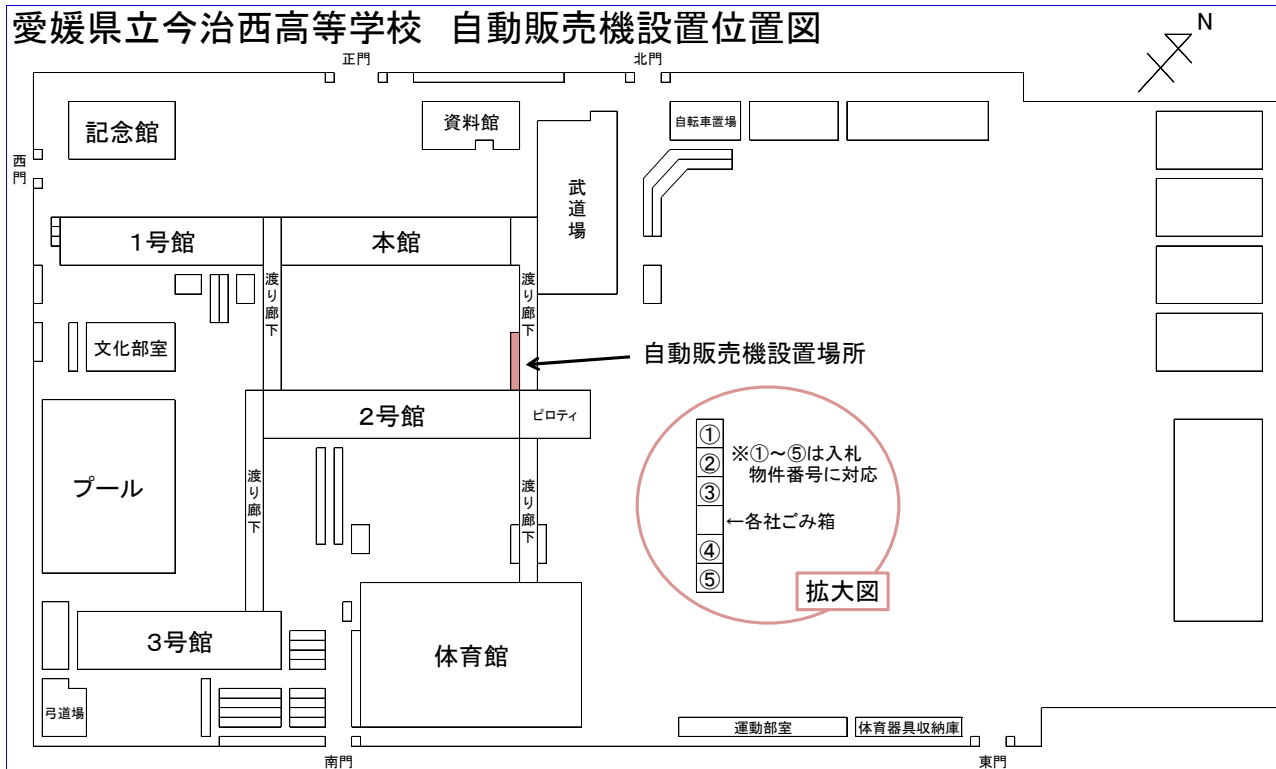 愛媛県立今治西高等学校 自動販売機設置位置図
N
正門
北門
記念館
資料館
自転車置場
西門
武道場
1号館
本館
渡り廊下
渡り廊下
文化部室
自動販売機設置場所
2号館
ピロティ
①
②
③
④
⑤
※①~⑤は入札
物件番号に対応
←各社ごみ箱
拡大図
プール
渡り廊下
渡り廊下
3号館
体育館
弓道場
運動部室
体育器具収納庫
南門
東門